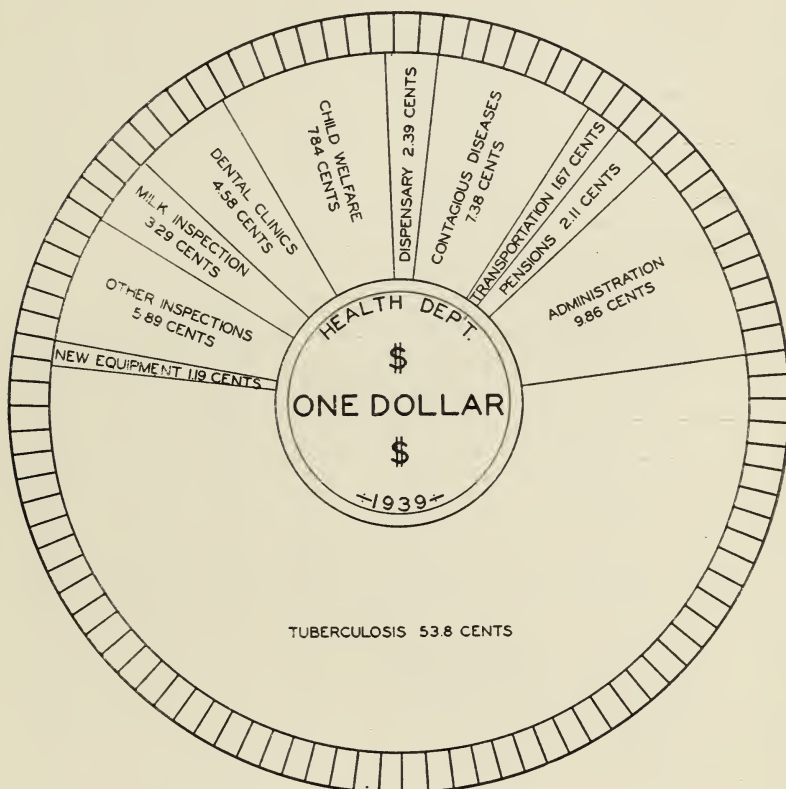 NEW EQUIPMENT 1.19 CENTS
OTHER INSPECTIONS
5.89 CENTS
MILK INSPECTION
3.29 CENTS
DENTAL CLINICS
4.58 CENTS
CHILD WELFARE
7.84 CENTS
DISPENSARY 2.39 CENTS
CONTAGIOUS DISEASES
7.38 CENTS
TRANSPORTATION 1.67 CENTS
PENSIONS 2.11 CENTS
ADMINISTRATION
9.86 CENTS
HEALTH DEP'T.
$
ONE DOLLAR
$
-1939-
TUBERCULOSIS 53.8 CENTS